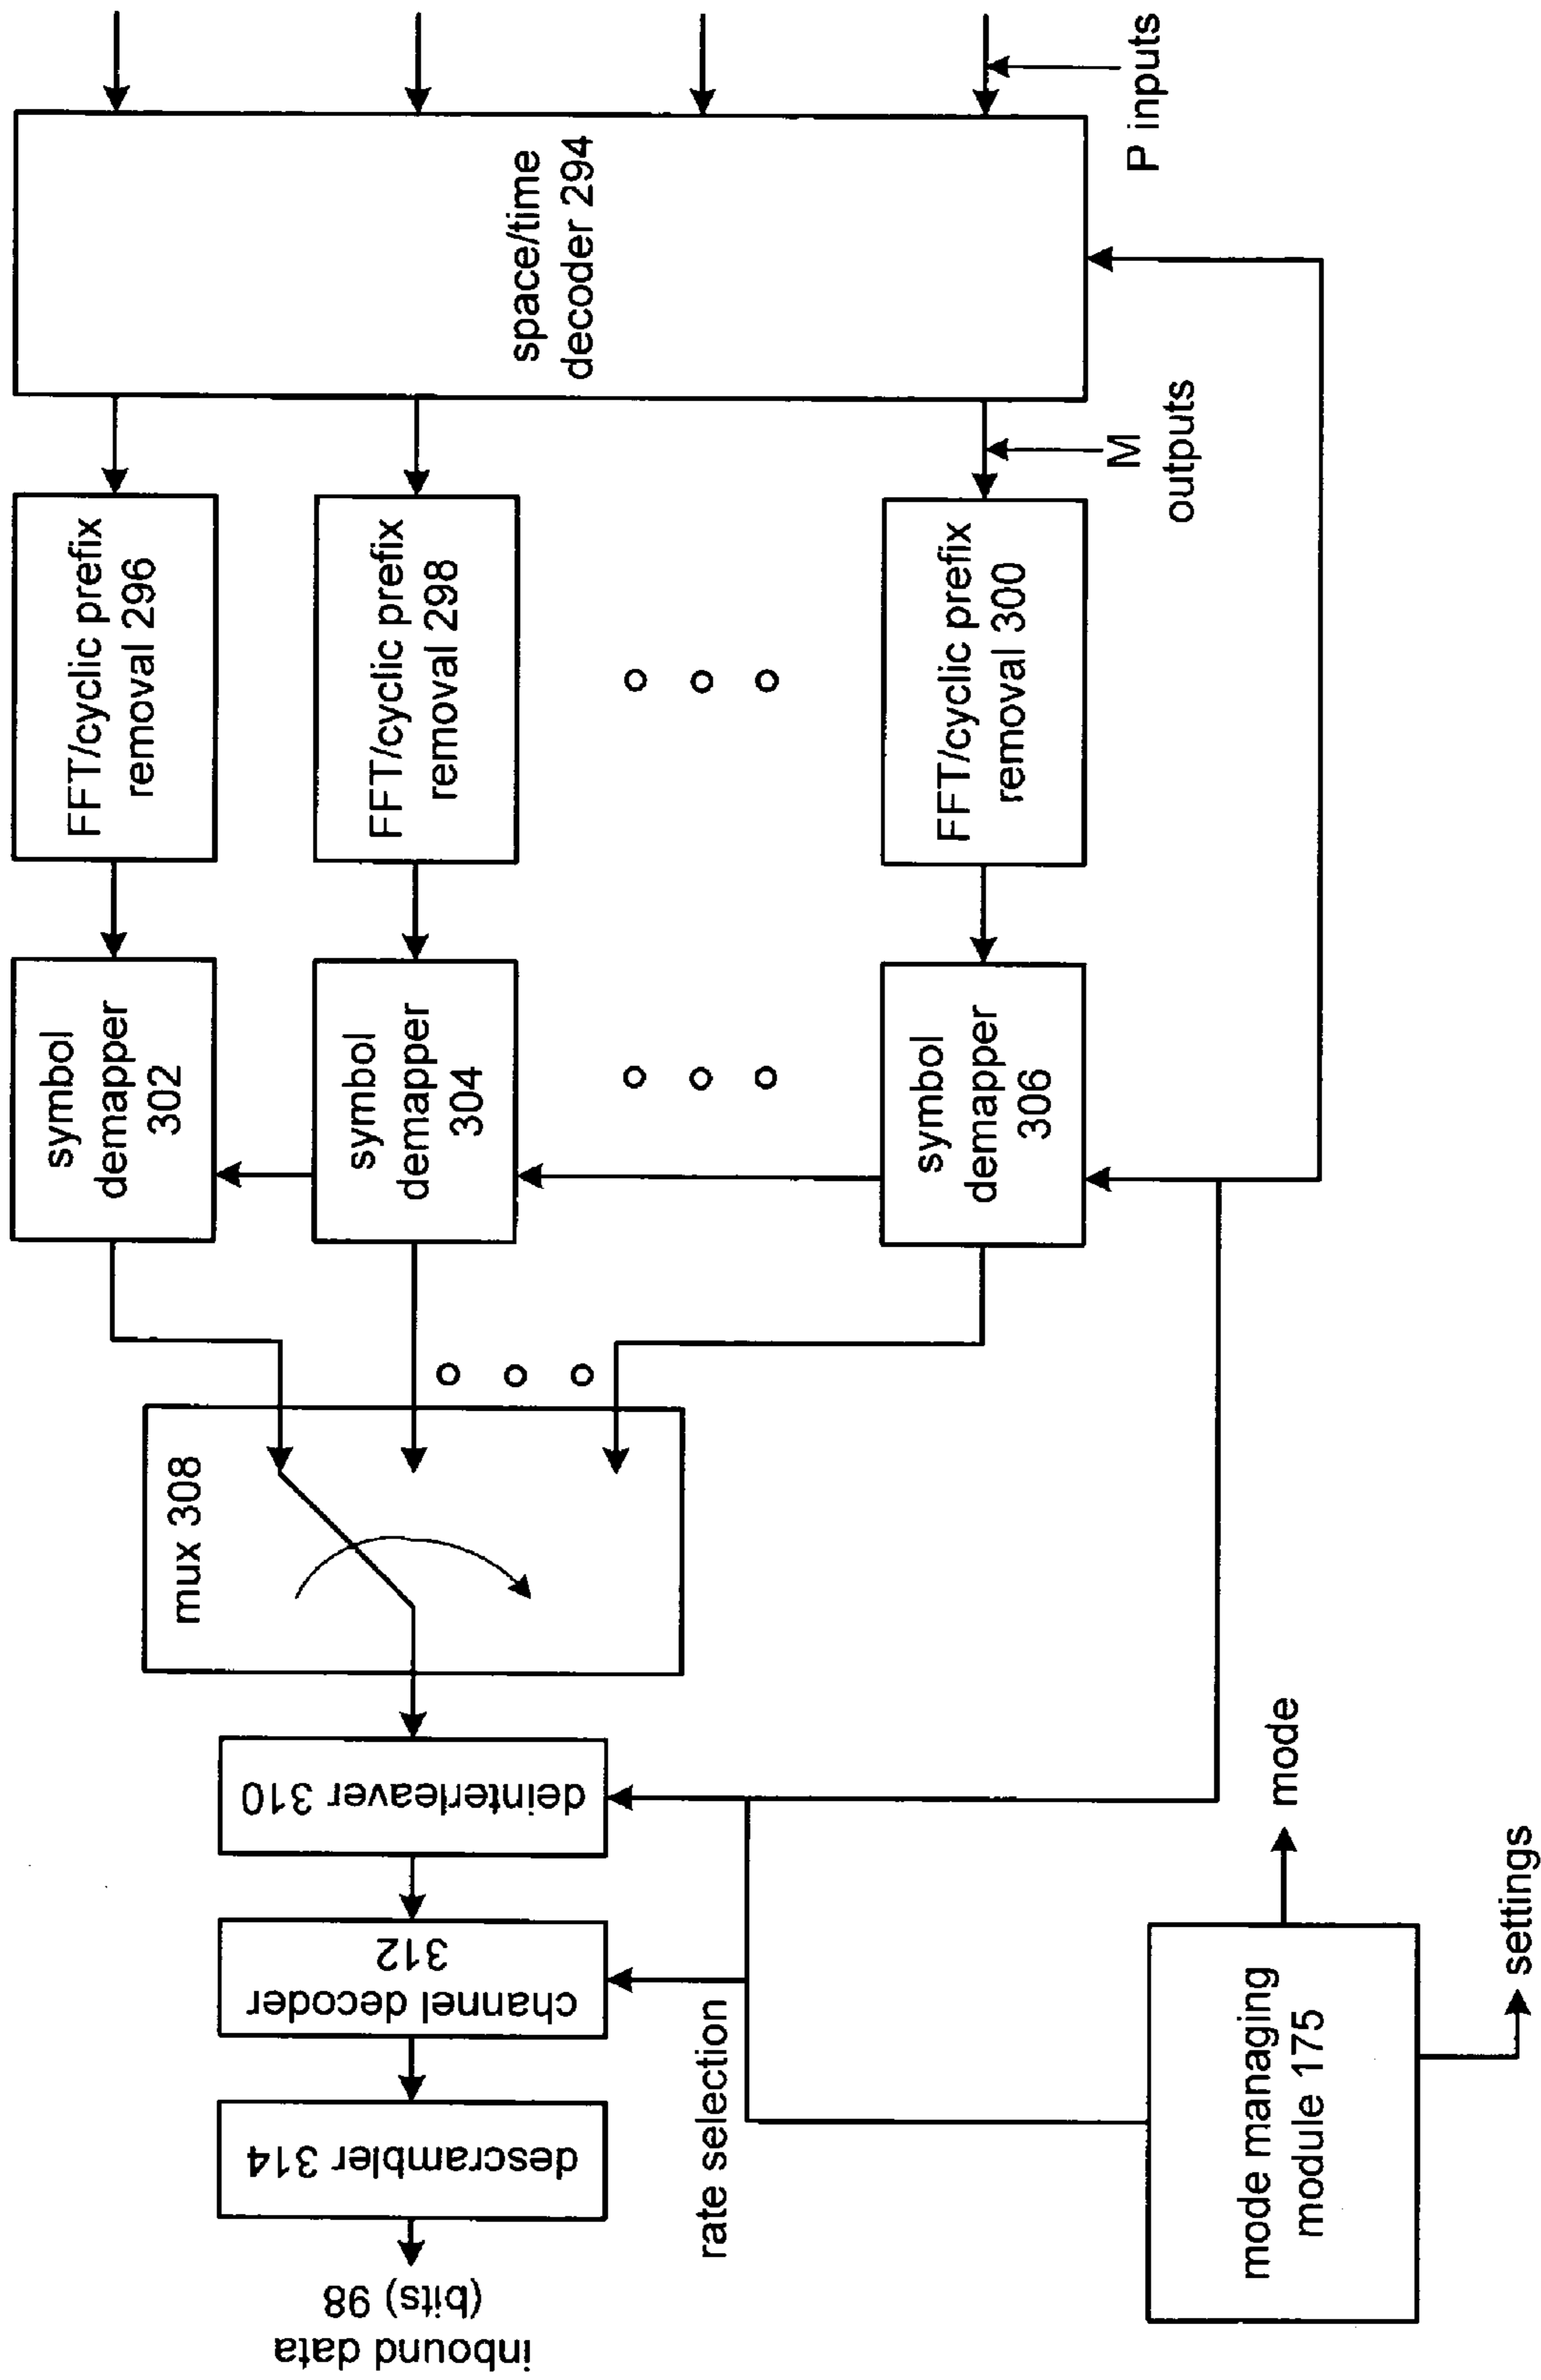 inbound data
(bits) 98
descrambler 314
channel decoder
312
deinterleaver 310
mux 308
symbol
demapper
302
symbol
demapper
304
symbol
demapper
306
FFT/cyclic prefix
removal 296
FFT/cyclic prefix
removal 298
FFT/cyclic prefix
removal 300
space/time
decoder 294
M
outputs
P inputs
rate selection
mode managing
module 175
mode
settings